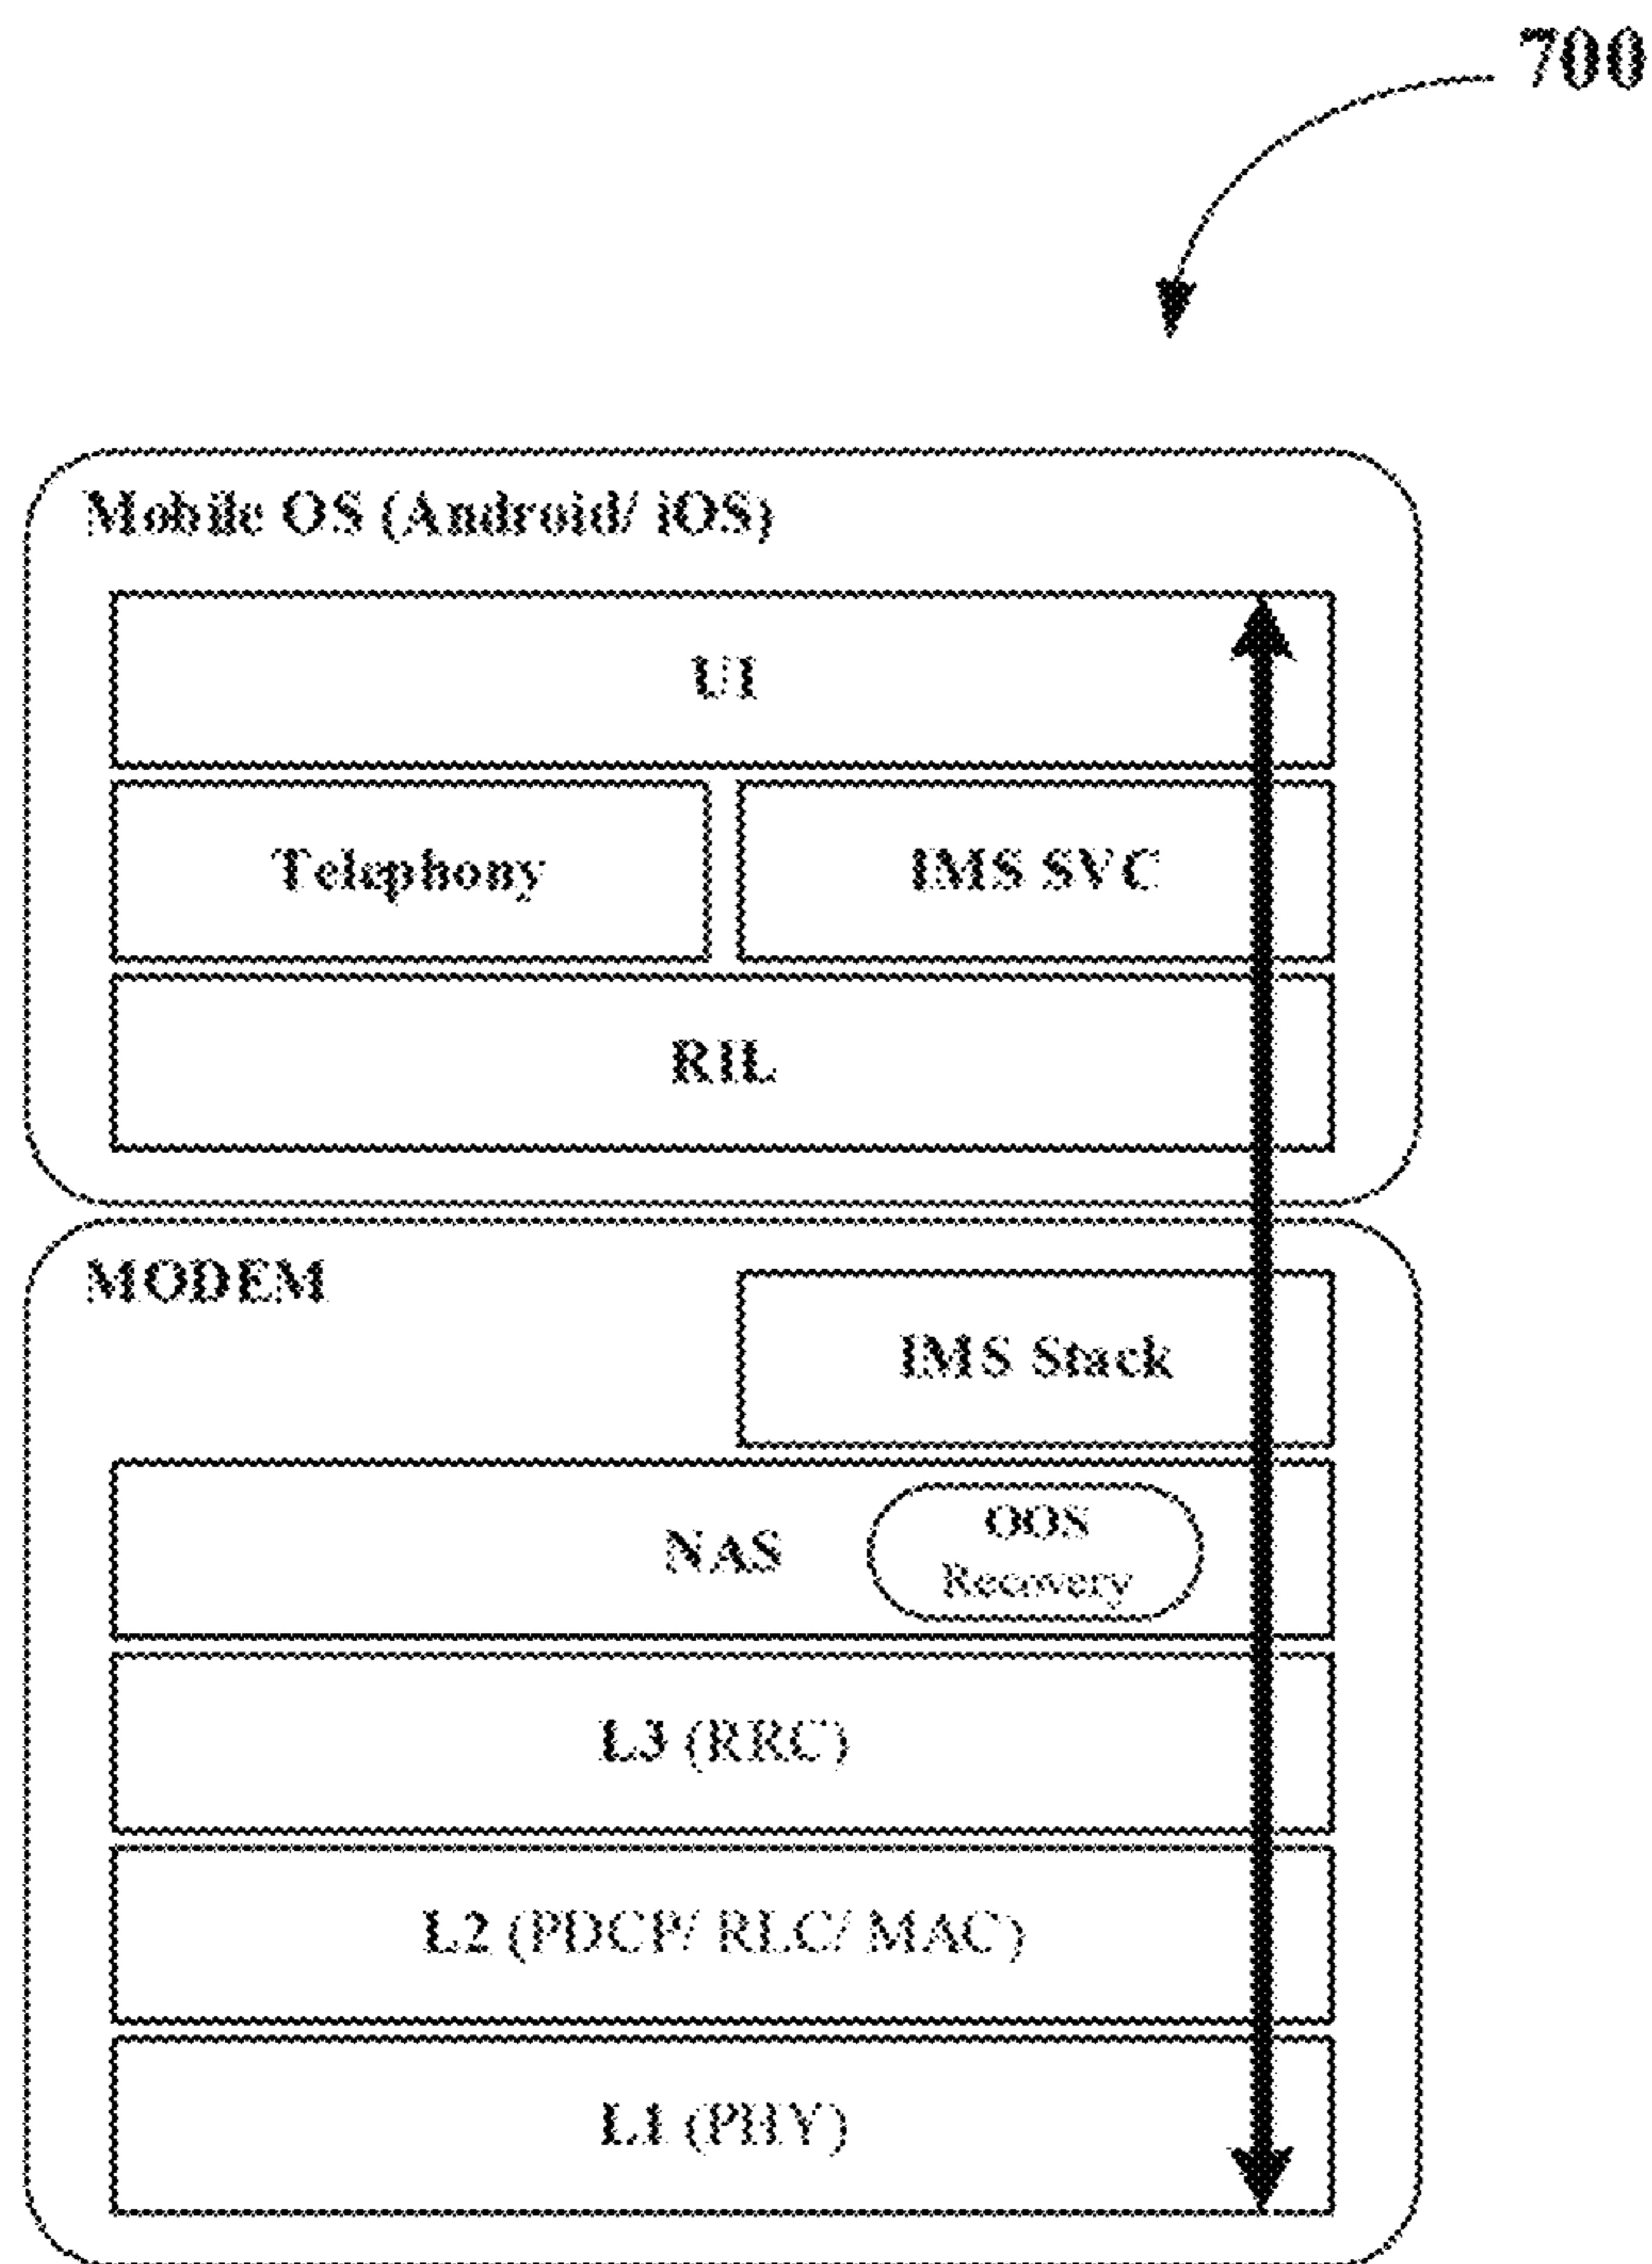 700
Mobile OS (Android/ iOS)
UI
Telephony
IMS SVC
RIL
MODEM
IMS Stack
NAS
OOS
Recovery
L3 (RRC)
L2 (PDCP/ RLC/ MAC)
L1 (PHY)